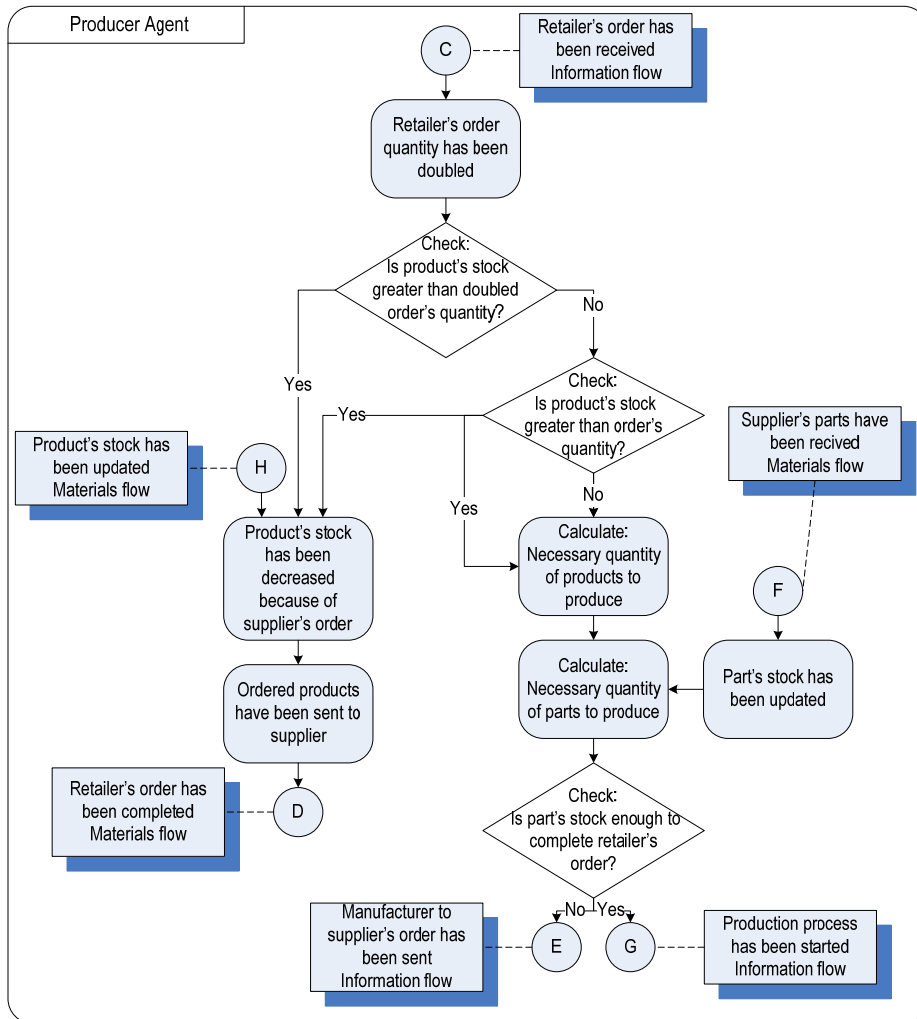 Producer Agent
C
Retailer's order has
been received
Information flow
Retailer's order
quantity has been
doubled
Check:
Is product's stock
greater than doubled
order's quantity?
No
Yes
Check:
Is product's stock
greater than order's
quantity?
Yes
Yes
No
Supplier's parts have
been recived
Materials flow
Product's stock has
been updated
Materials flow
H
Product's stock
has been
decreased
because of
supplier's order
Calculate:
Necessary quantity
of products to
produce
F
Ordered products
have been sent to
supplier
Calculate:
Necessary quantity
of parts to produce
Part's stock has
been updated
Retailer's order has
been completed
Materials flow
D
Check:
Is part's stock enough to
complete retailer's
order?
No
Yes
Manufacturer to
supplier's order has
been sent
Information flow
E
G
Production process
has been started
Information flow